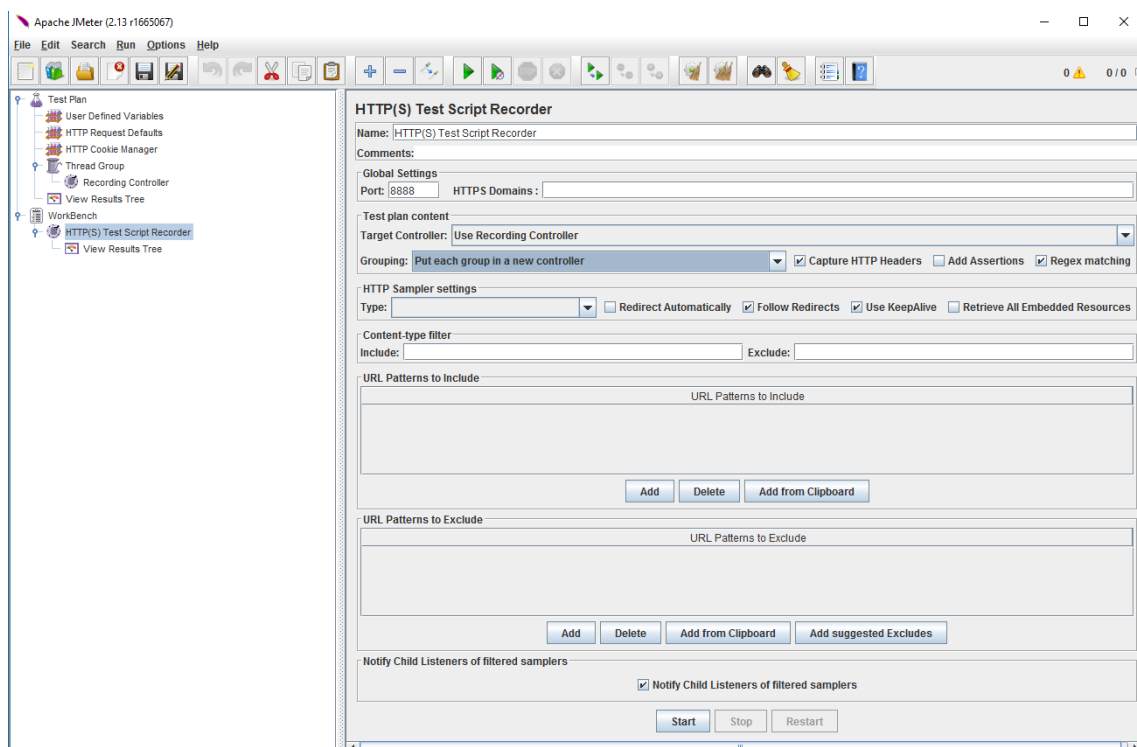 Apache JMeter (2.13 r1665067)
File Edit Search Run Options Help
0 0 / 0
Test Plan
User Defined Variables
HTTP Request Defaults
HTTP Cookie Manager
Thread Group
Recording Controller
View Results Tree
WorkBench
HTTP(S) Test Script Recorder
View Results Tree
HTTP(S) Test Script Recorder
Name: HTTP(S) Test Script Recorder
Comments:
Global Settings
Port: 8888 HTTPS Domains :
Test plan content
Target Controller: Use Recording Controller
Grouping: Put each group in a new controller Capture HTTP Headers Add Assertions Regex matching
HTTP Sampler settings
Type: Redirect Automatically Follow Redirects Use KeepAlive Retrieve All Embedded Resources
Content-type filter
Include: Exclude:
URL Patterns to Include
URL Patterns to Include
Add Delete Add from Clipboard
URL Patterns to Exclude
URL Patterns to Exclude
Add Delete Add from Clipboard Add suggested Excludes
Notify Child Listeners of filtered samplers
Notify Child Listeners of filtered samplers
Start Stop Restart